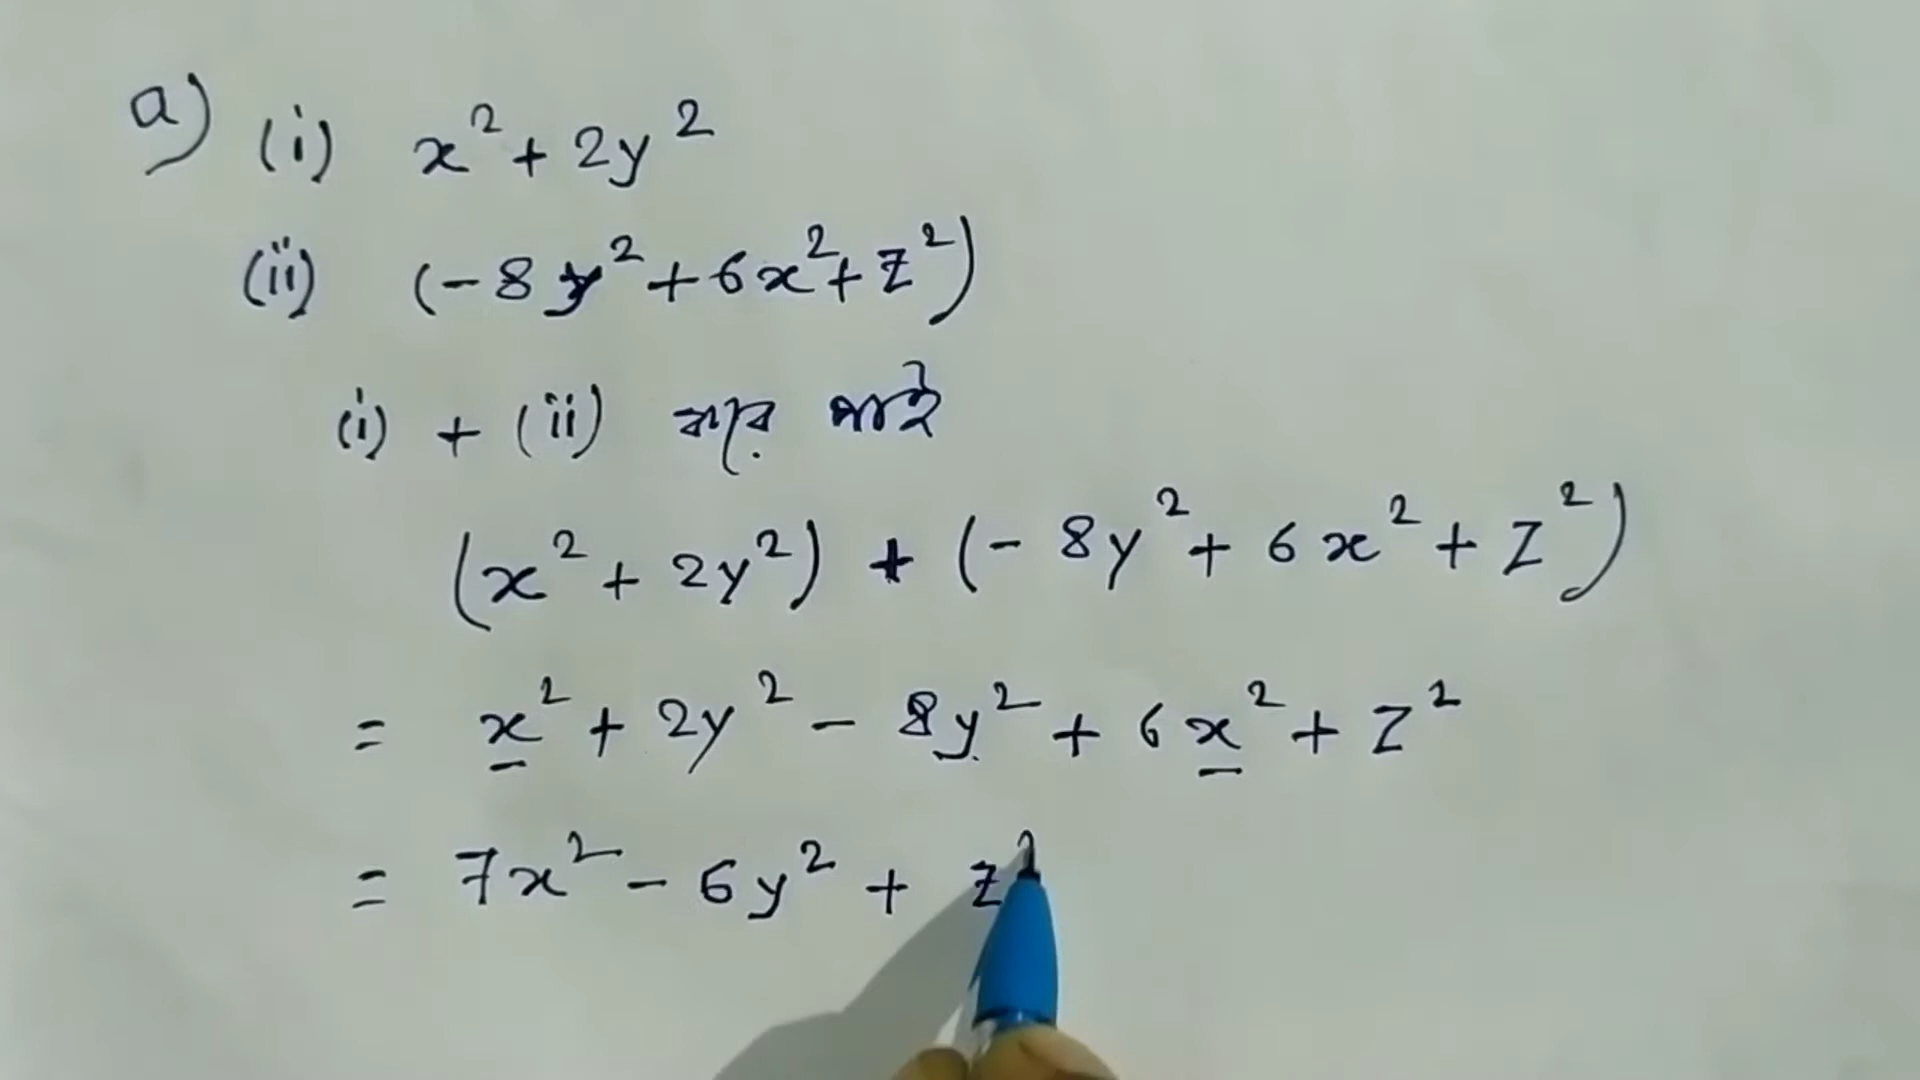 a) (i) x² + 2y²
(ii) (-8y² + 6x² + z²)
(i) + (ii) করে পাই
(x² + 2y²) + (- 8y² + 6x² + z²)
= x² + 2y² - 8y² + 6x² + z²
= 7x² - 6y² + z²